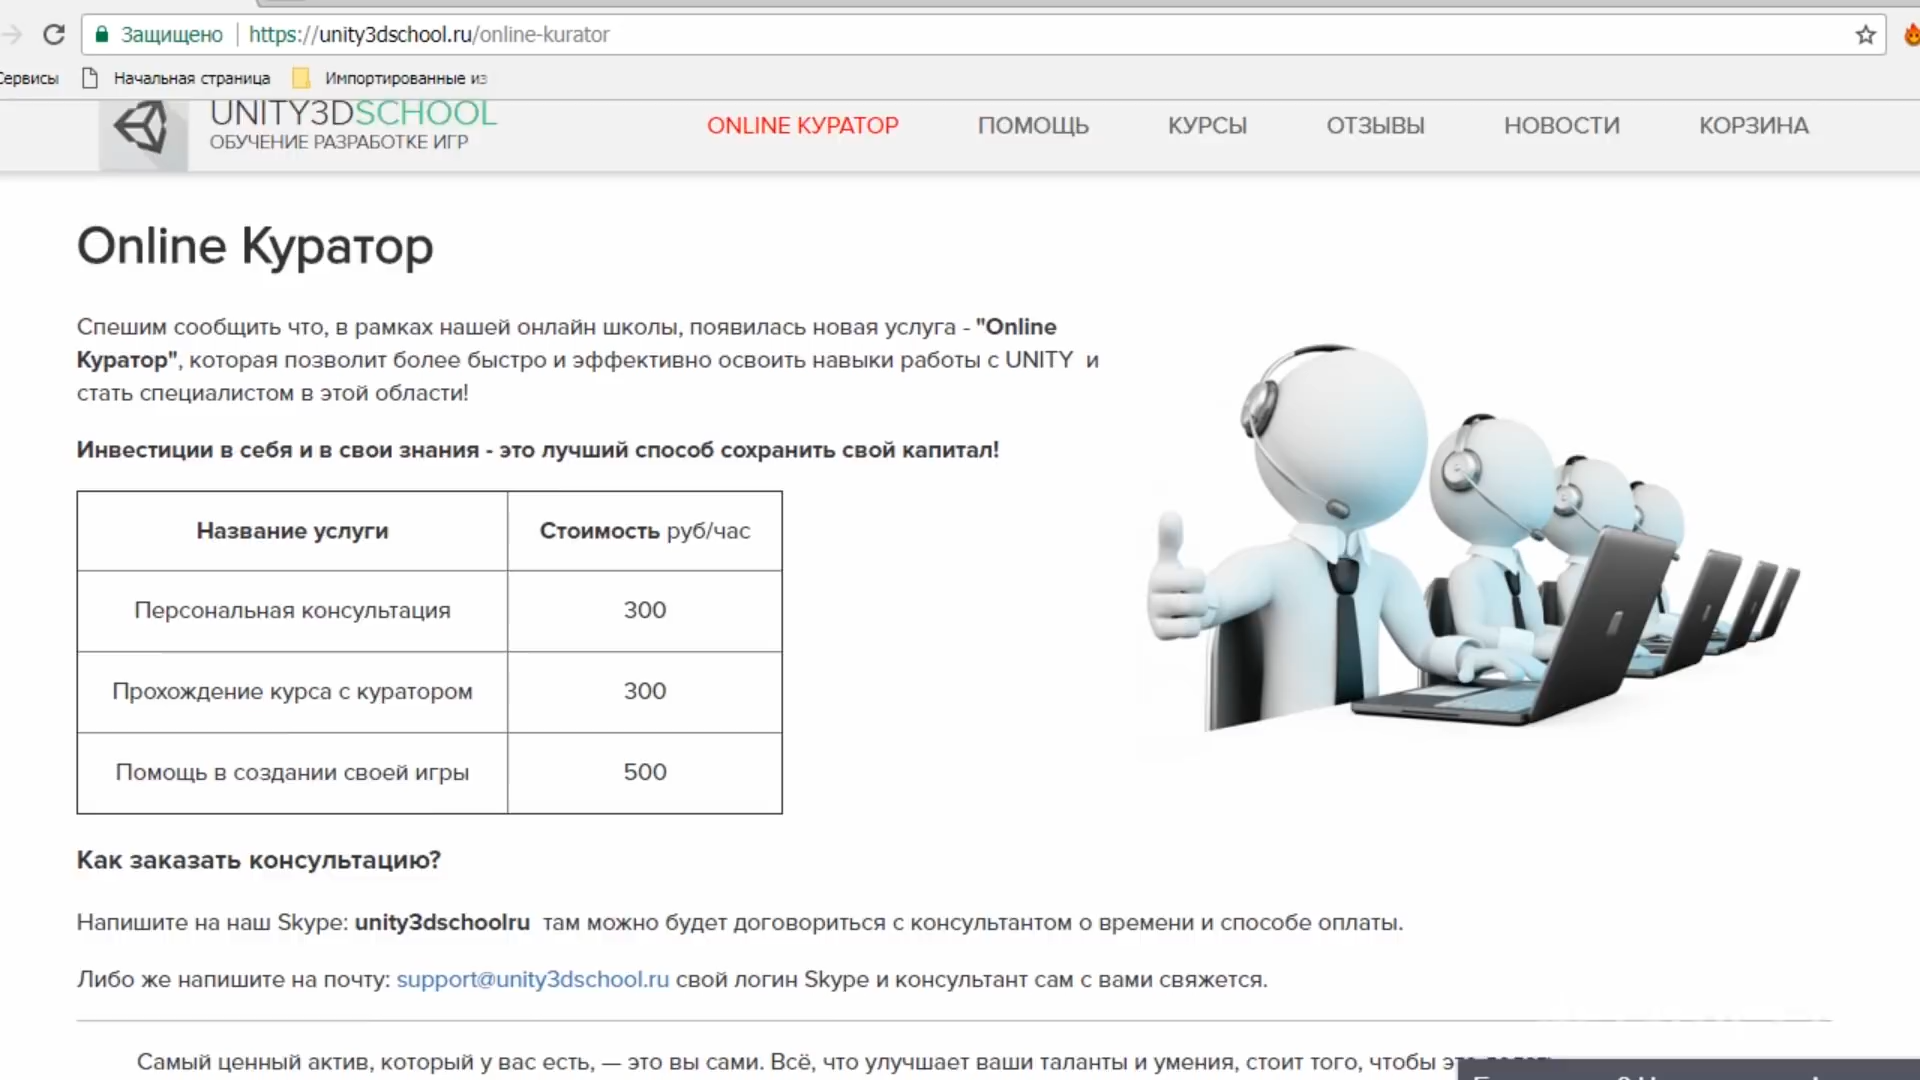 Защищено https://unity3dschool.ru/online-kurator
Сервисы Начальная страница Импортированные из
UNITY3DSCHOOL
ОБУЧЕНИЕ РАЗРАБОТКЕ ИГР
ONLINE КУРАТОР ПОМОЩЬ КУРСЫ ОТЗЫВЫ НОВОСТИ КОРЗИНА
Online Куратор
Спешим сообщить что, в рамках нашей онлайн школы, появилась новая услуга - "Online
Куратор", которая позволит более быстро и эффективно освоить навыки работы с UNITY и
стать специалистом в этой области!
Инвестиции в себя и в свои знания - это лучший способ сохранить свой капитал!
Название услуги Стоимость руб/час
Персональная консультация 300
Прохождение курса с куратором 300
Помощь в создании своей игры 500
Как заказать консультацию?
Напишите на наш Skype: unity3dschoolru там можно будет договориться с консультантом о времени и способе оплаты.
Либо же напишите на почту: support@unity3dschool.ru свой логин Skype и консультант сам с вами свяжется.
Самый ценный актив, который у вас есть, — это вы сами. Всё, что улучшает ваши таланты и умения, стоит того, чтобы